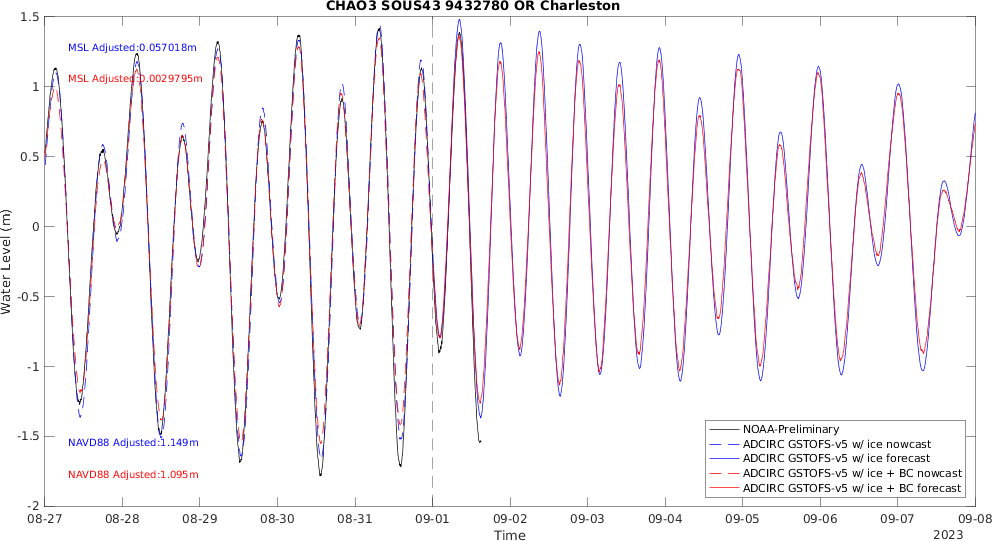 CHAO3 SOUS43 9432780 OR Charleston
MSL Adjusted:0.057018m
MSL Adjusted:0.0029795m
NAVD88 Adjusted:1.149m
NAVD88 Adjusted:1.095m
Water Level (m)
1.5
1
0.5
0
-0.5
-1
-1.5
-2
NOAA-Preliminary
ADCIRC GSTOFS-v5 w/ ice nowcast
ADCIRC GSTOFS-v5 w/ ice forecast
ADCIRC GSTOFS-v5 w/ ice + BC nowcast
ADCIRC GSTOFS-v5 w/ ice + BC forecast
08-27 08-28 08-29 08-30 08-31 09-01 09-02 09-03 09-04 09-05 09-06 09-07 09-08
Time
2023